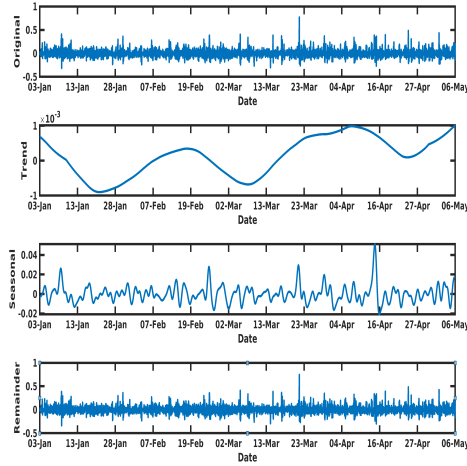 Original
1
0.5
0
-0.5
03-Jan 13-Jan 28-Jan 07-Feb 19-Feb 02-Mar 13-Mar 23-Mar 04-Apr 16-Apr 27-Apr 06-May
Date
x10-3
Trend
1
0
-1
03-Jan 13-Jan 28-Jan 07-Feb 19-Feb 02-Mar 13-Mar 23-Mar 04-Apr 16-Apr 27-Apr 06-May
Date
Seasonal
0.04
0.02
0
-0.02
03-Jan 13-Jan 28-Jan 07-Feb 19-Feb 02-Mar 13-Mar 23-Mar 04-Apr 16-Apr 27-Apr 06-May
Date
Remainder
1
0.5
0
-0.5
03-Jan 13-Jan 28-Jan 07-Feb 19-Feb 02-Mar 13-Mar 23-Mar 04-Apr 16-Apr 27-Apr 06-May
Date